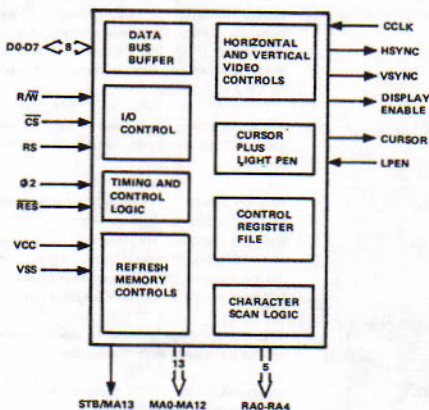 D0-D7
8
R/W
CS
RS
Ø2
RES
VCC
VSS
DATA
BUS
BUFFER
I/O
CONTROL
TIMING AND
CONTROL
LOGIC
REFRESH
MEMORY
CONTROLS
HORIZONTAL
AND VERTICAL
VIDEO
CONTROLS
CURSOR
PLUS
LIGHT PEN
CONTROL
REGISTER
FILE
CHARACTER
SCAN LOGIC
CCLK
HSYNC
VSYNC
DISPLAY
ENABLE
CURSOR
LPEN
13
5
STB/MA13
MA0-MA12
RA0-RA4